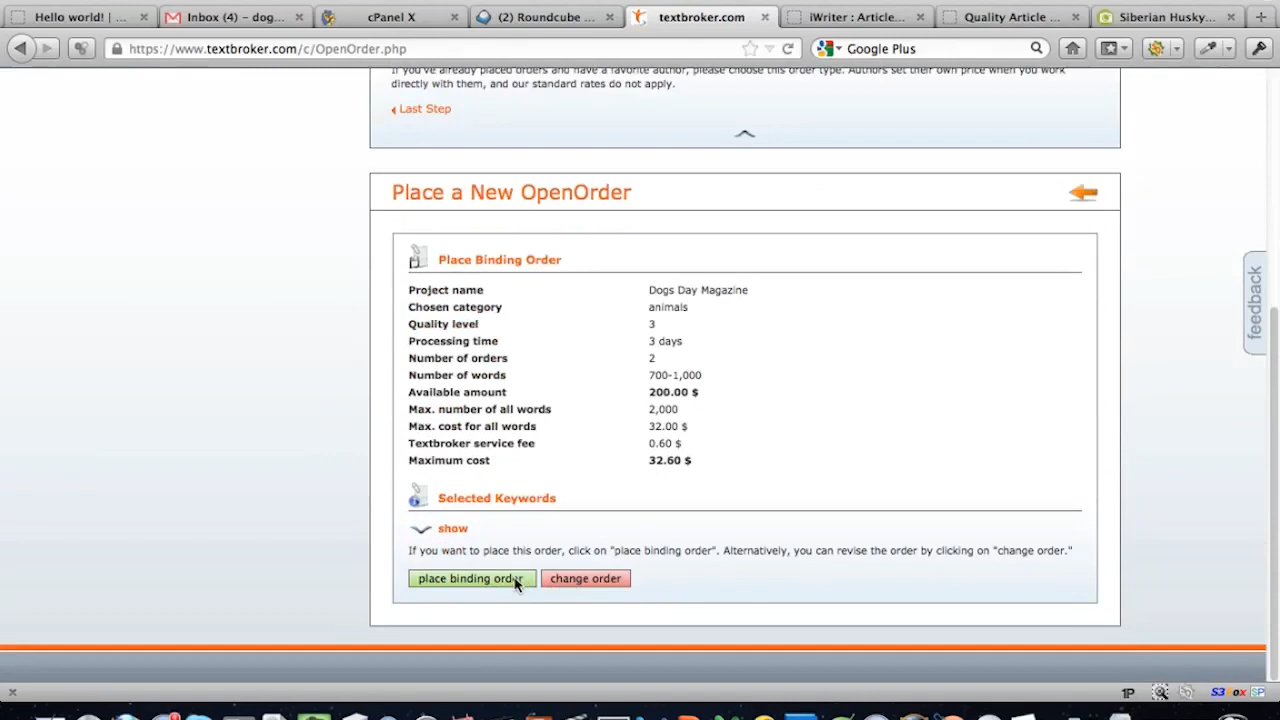 Hello world! | ...
Inbox (4) - dog...
cPanel X
(2) Roundcube ...
textbroker.com
iWriter : Article...
Quality Article ...
Siberian Husky...
https://www.textbroker.com/c/OpenOrder.php
Google Plus
If you've already placed orders and have a favorite author, please choose this order type. Authors set their own price when you work
directly with them, and our standard rates do not apply.
Last Step
Place a New OpenOrder
Place Binding Order
Project name Dogs Day Magazine
Chosen category animals
Quality level 3
Processing time 3 days
Number of orders 2
Number of words 700-1,000
Available amount 200.00 $
Max. number of all words 2,000
Max. cost for all words 32.00 $
Textbroker service fee 0.60 $
Maximum cost 32.60 $
Selected Keywords
show
If you want to place this order, click on "place binding order". Alternatively, you can revise the order by clicking on "change order."
place binding order change order
feedback
1P S3Fox SP